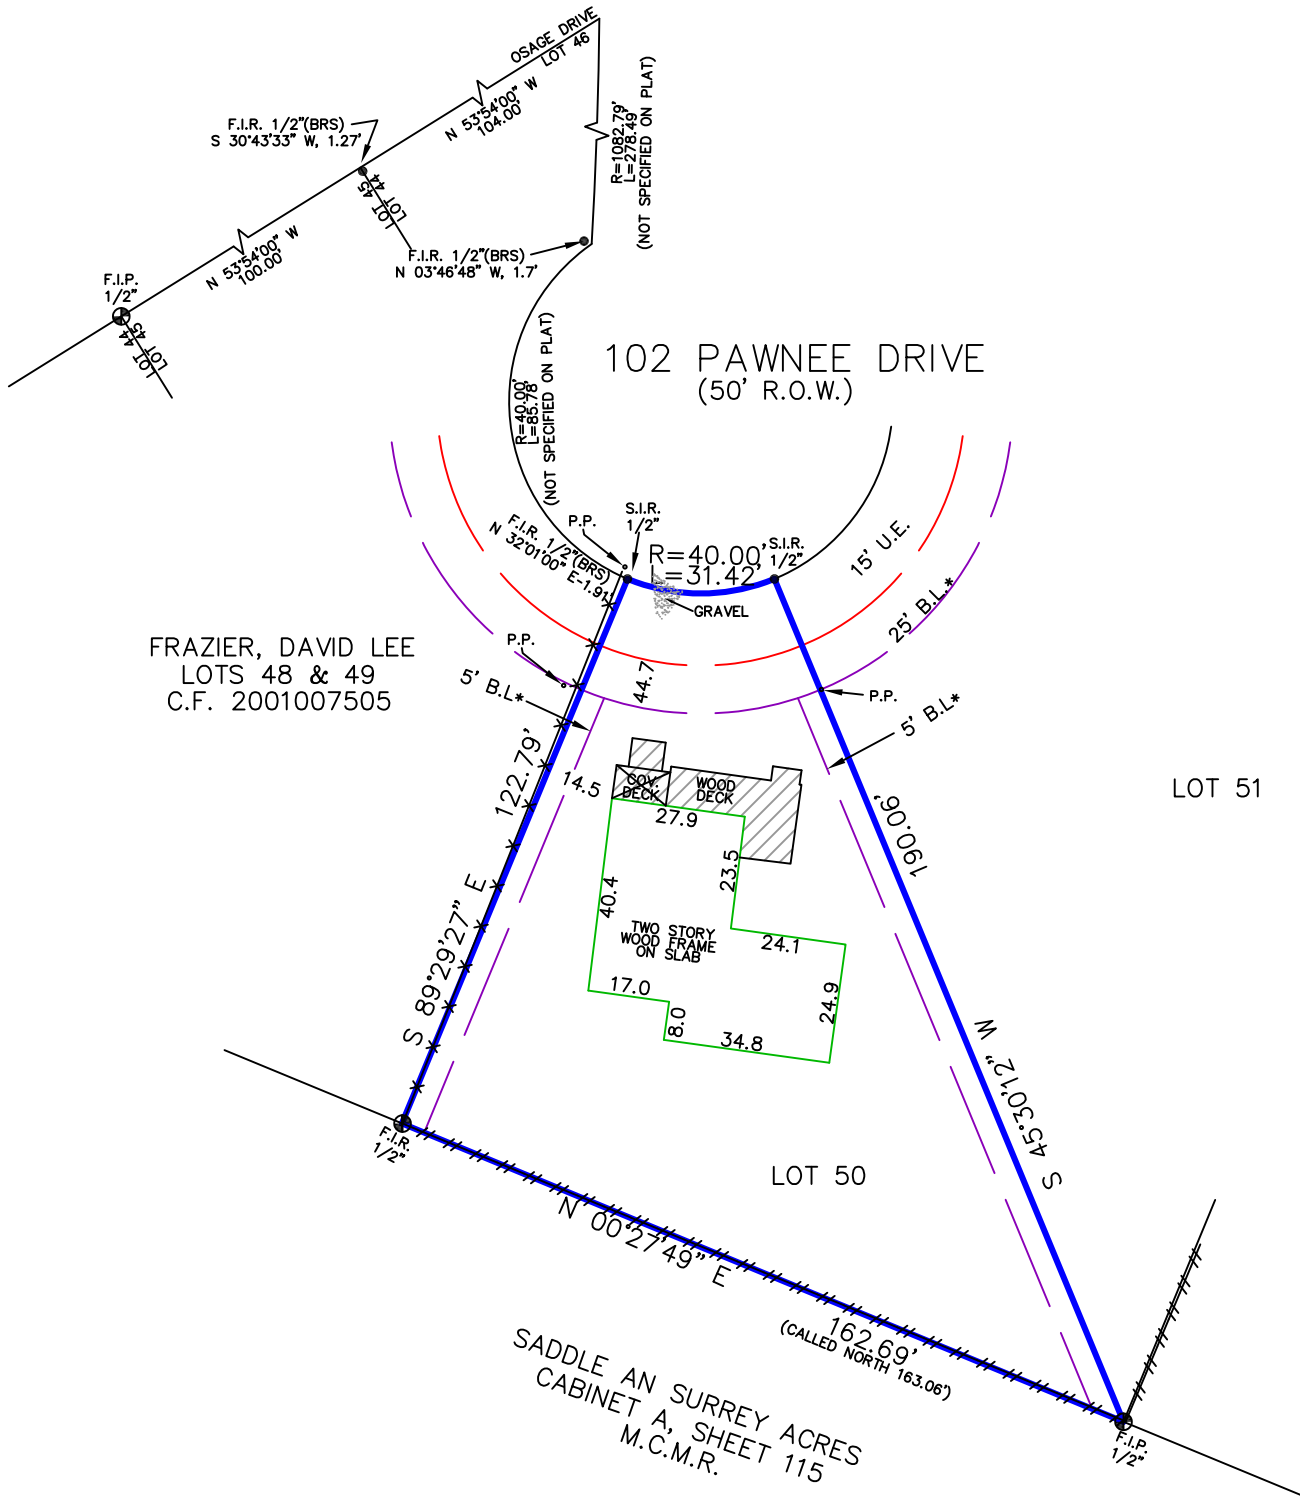 OSAGE DRIVE
LOT 46
N 53°54'00" W
104.00'
F.I.R. 1/2"(BRS)
S 30°43'33" W, 1.27'
LOT 44
LOT 45
R=1082.79'
L=278.49'
(NOT SPECIFIED ON PLAT)
N 53°54'00" W
100.00'
F.I.R. 1/2"(BRS)
N 03°46'48" W, 1.7'
F.I.P.
1/2"
LOT 45
LOT 44
102 PAWNEE DRIVE
(50' R.O.W.)
R=40.00'
L=85.78'
(NOT SPECIFIED ON PLAT)
P.P.
S.I.R.
1/2"
F.I.R. 1/2"(BRS)
N 32°01'00" E-1.91'
R=40.00'
L=31.42'
S.I.R.
1/2"
GRAVEL
15' U.E.
25' B.L.*
FRAZIER, DAVID LEE
LOTS 48 & 49
C.F. 2001007505
P.P.
5' B.L*
44.7
P.P.
5' B.L*
LOT 51
122.79'
S 89°29'27" E
14.5
COV.
DECK
WOOD
DECK
27.9
23.5
40.4
TWO STORY
WOOD FRAME
ON SLAB
24.1
17.0
8.0
34.8
24.9
190.06'
S 45°30'12" W
F.I.R.
1/2"
LOT 50
N 00°27'49" E
162.69'
(CALLED NORTH 163.06')
SADDLE AN SURREY ACRES
CABINET A, SHEET 115
M.C.M.R.
F.I.P.
1/2"